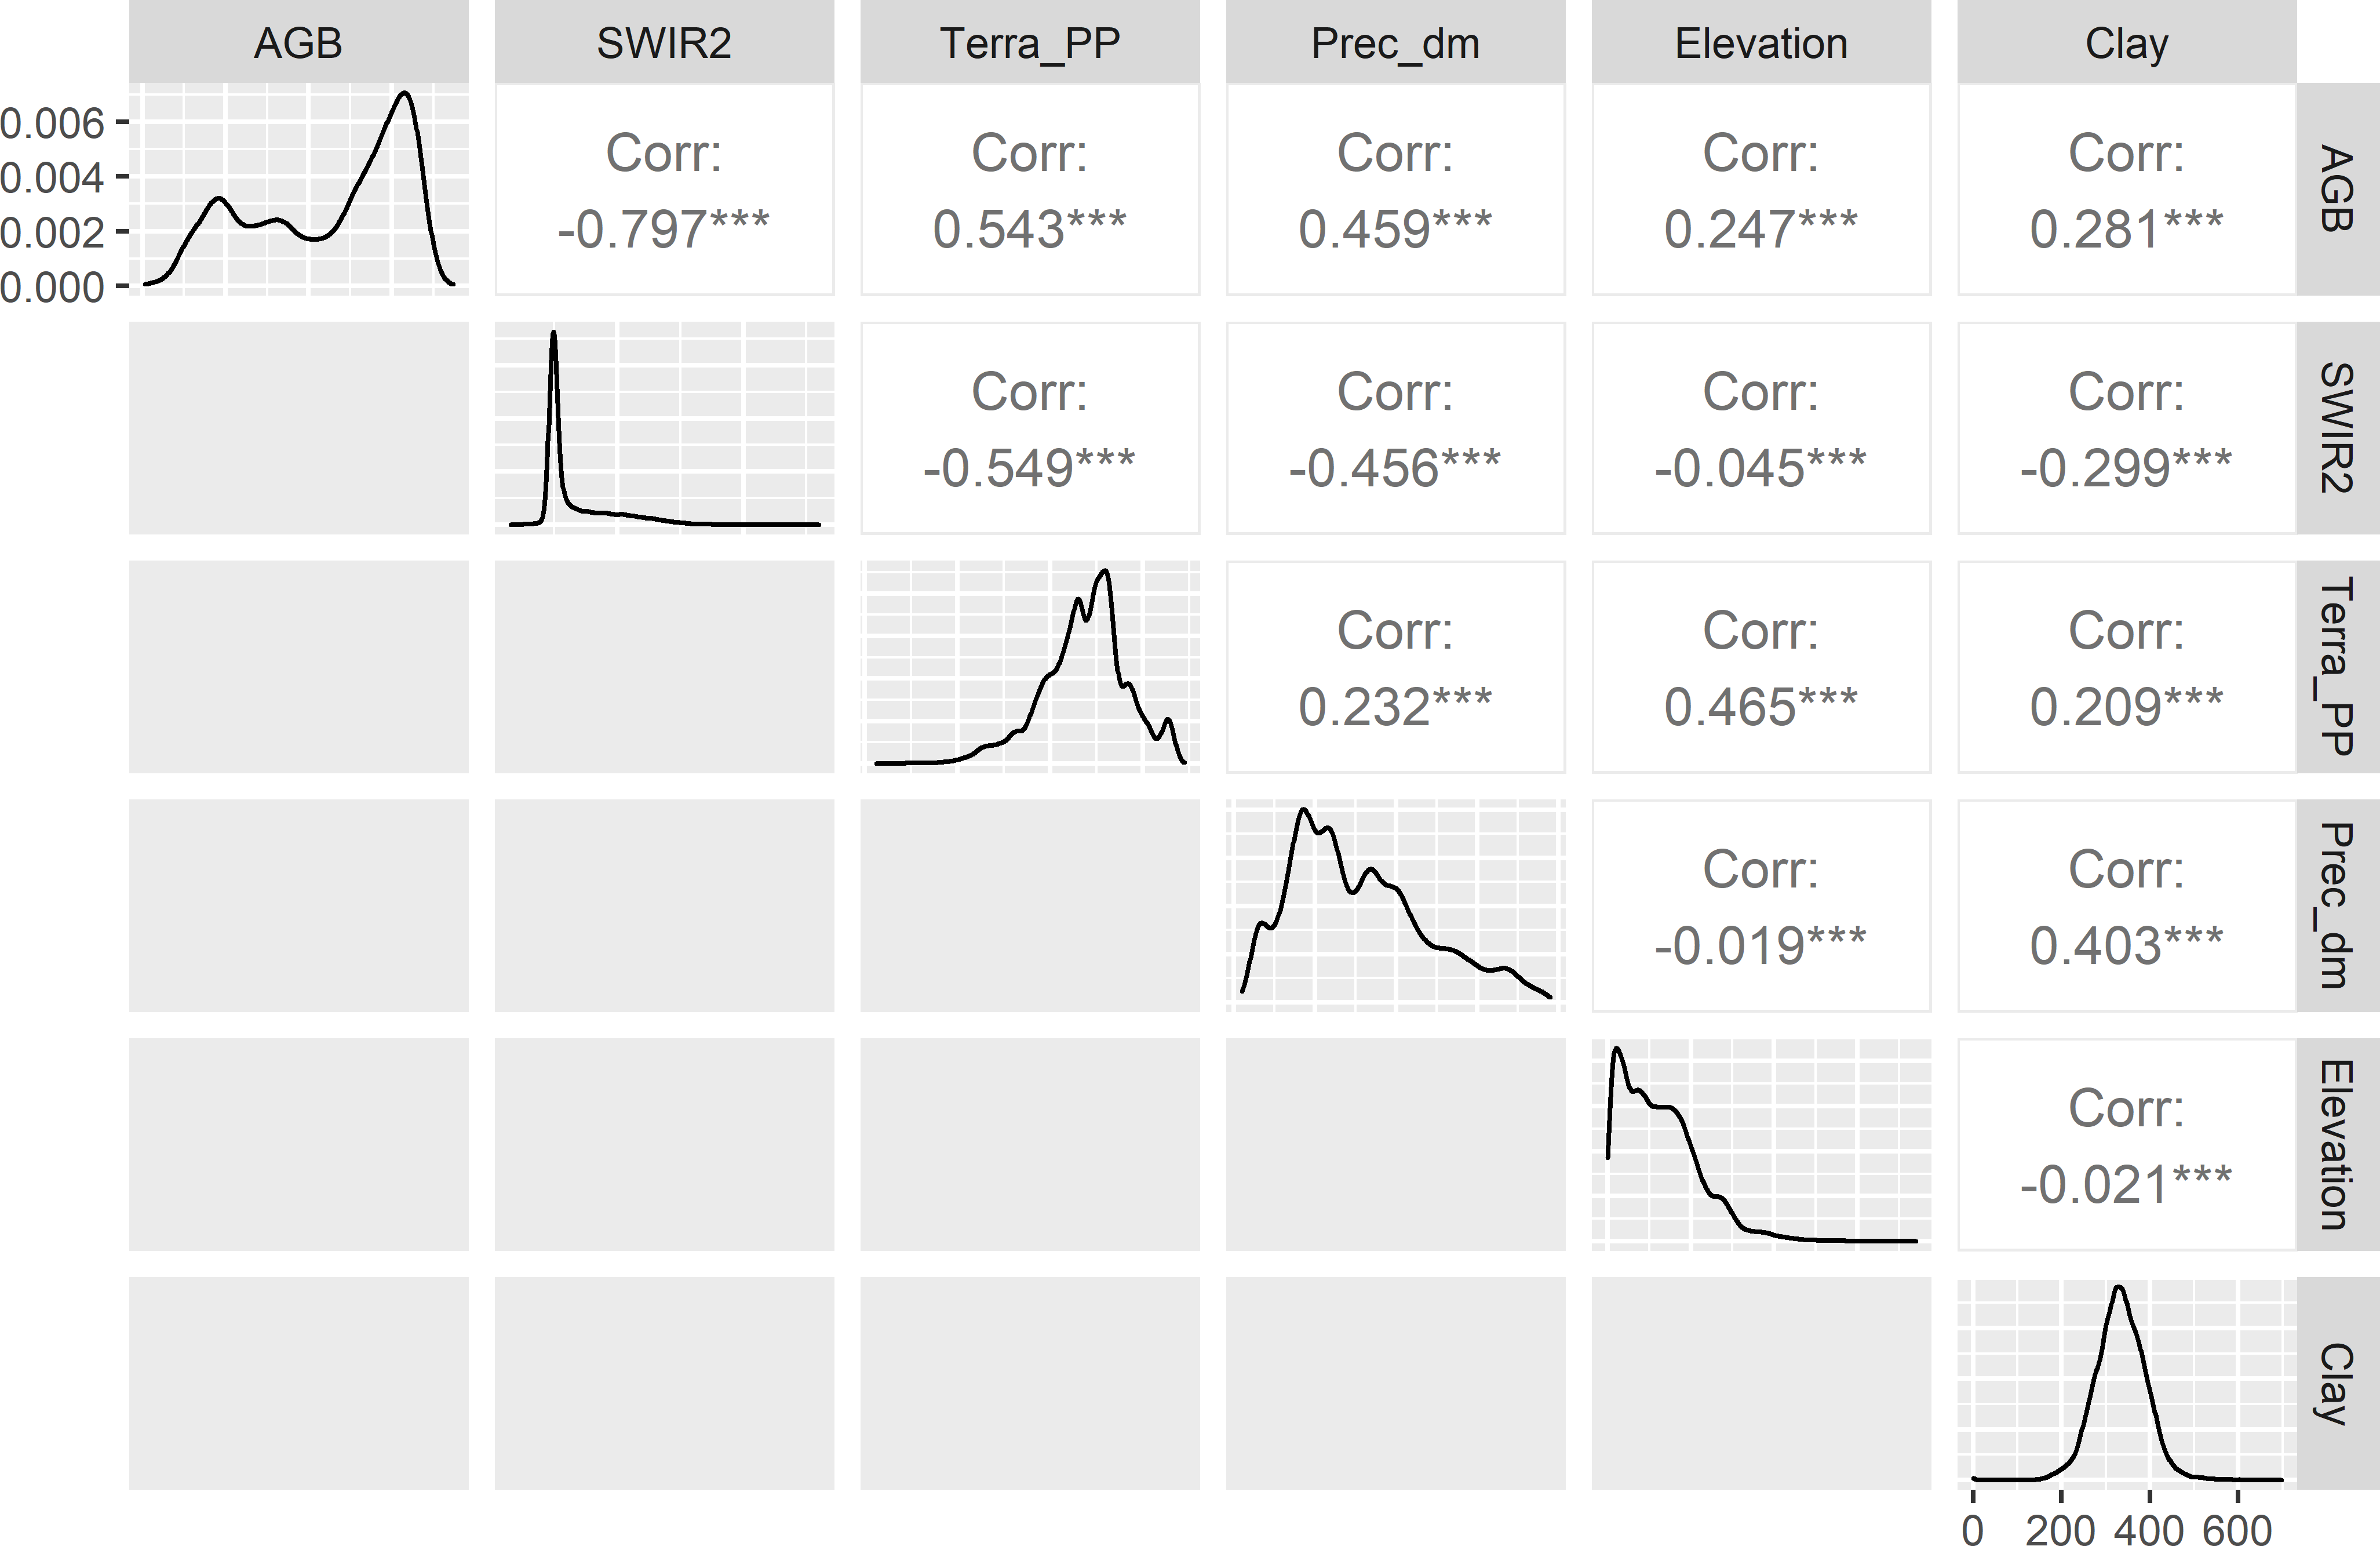 AGB SWIR2 Terra_PP Prec_dm Elevation Clay
0.006
0.004
0.002
0.000
Corr: Corr: Corr: Corr: Corr:
-0.797*** 0.543*** 0.459*** 0.247*** 0.281***
AGB
Corr: Corr: Corr: Corr:
-0.549*** -0.456*** -0.045*** -0.299***
SWIR2
Corr: Corr: Corr:
0.232*** 0.465*** 0.209***
Terra_PP
Corr: Corr:
-0.019*** 0.403***
Prec_dm
Corr:
-0.021***
Elevation
Clay
0 200 400 600